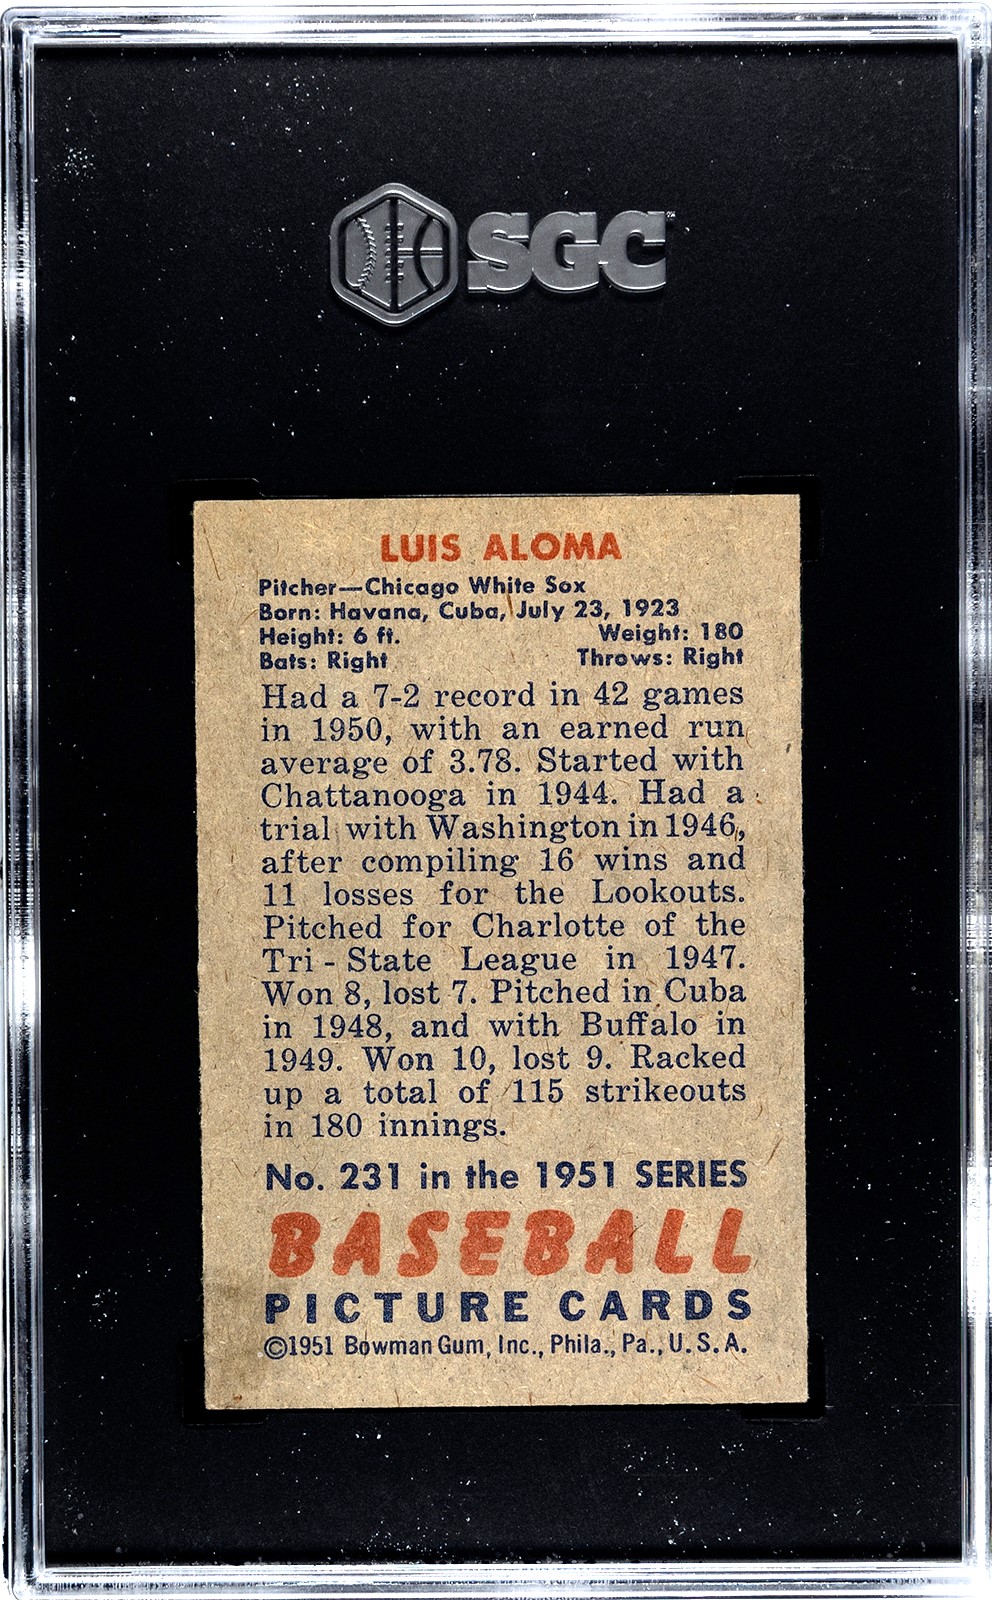 SGC
LUIS ALOMA
Pitcher—Chicago White Sox
Born: Havana, Cuba, July 23, 1923
Height: 6 ft. Weight: 180
Bats: Right Throws: Right
Had a 7-2 record in 42 games
in 1950, with an earned run
average of 3.78. Started with
Chattanooga in 1944. Had a
trial with Washington in 1946,
after compiling 16 wins and
11 losses for the Lookouts.
Pitched for Charlotte of the
Tri - State League in 1947.
Won 8, lost 7. Pitched in Cuba
in 1948, and with Buffalo in
1949. Won 10, lost 9. Racked
up a total of 115 strikeouts
in 180 innings.
No. 231 in the 1951 SERIES
BASEBALL
PICTURE CARDS
©1951 Bowman Gum, Inc., Phila., Pa., U.S.A.